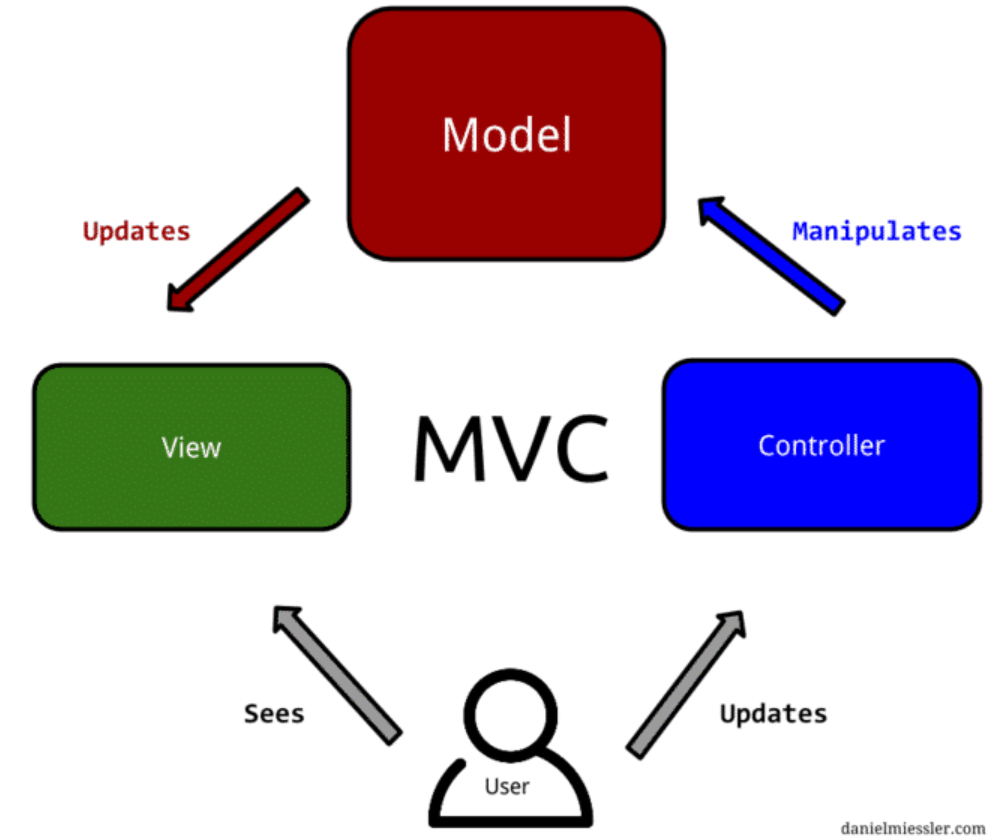 Model
Updates
Manipulates
View
MVC
Controller
Sees
Updates
User
danielmiessler.com